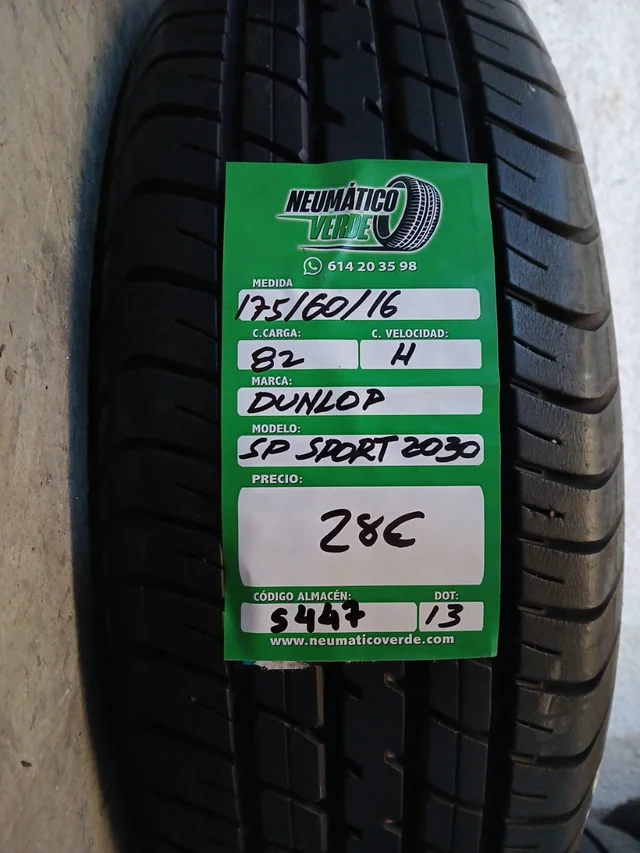 NEUMÁTICO
VERDE
614 20 35 98
MEDIDA
175/60/16
C.CARGA: C. VELOCIDAD:
82 H
MARCA:
DUNLOP
MODELO:
SP SPORT 2030
PRECIO:
28€
CÓDIGO ALMACÉN: DOT:
S447 13
www.neumaticoverde.com